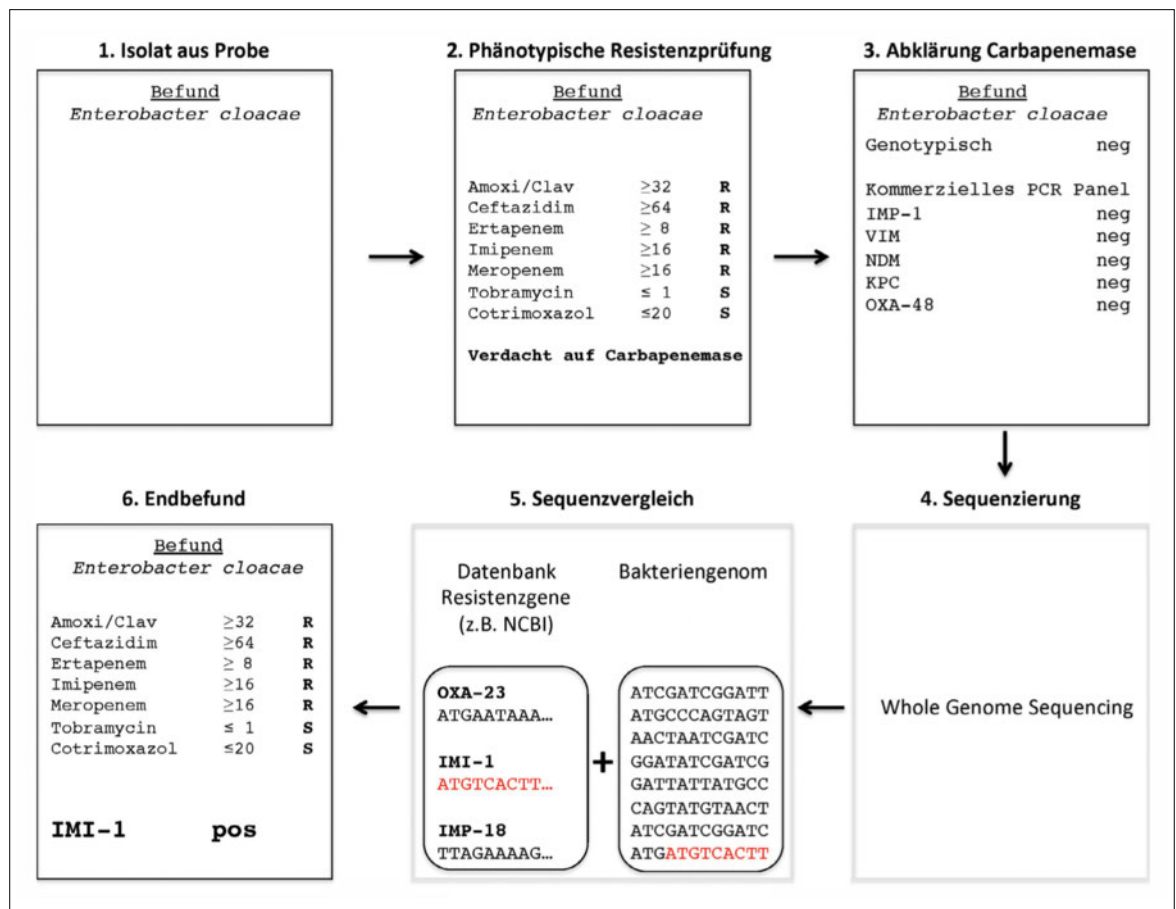 1. Isolat aus Probe
Befund
Enterobacter cloacae
2. Phänotypische Resistenzprüfung
Befund
Enterobacter cloacae
Amoxi/Clav ≥32 R
Ceftazidim ≥64 R
Ertapenem ≥ 8 R
Imipenem ≥16 R
Meropenem ≥16 R
Tobramycin ≤ 1 S
Cotrimoxazol ≤20 S
Verdacht auf Carbapenemase
3. Abklärung Carbapenemase
Befund
Enterobacter cloacae
Genotypisch neg
Kommerzielles PCR Panel
IMP-1 neg
VIM neg
NDM neg
KPC neg
OXA-48 neg
4. Sequenzierung
Whole Genome Sequencing
5. Sequenzvergleich
Datenbank
Resistenzgene
(z.B. NCBI)
OXA-23
ATGAATAAA...
IMI-1
ATGTCACTT...
IMP-18
TTAGAAAAG...
+
Bakteriengenom
ATCGATCGGATT
ATGCCCAGTAGT
AACTAATCGATC
GGATATCGATCG
GATTATTATGCC
CAGTATGTAACT
ATCGATCGGATC
ATGATGTCACTT
6. Endbefund
Befund
Enterobacter cloacae
Amoxi/Clav ≥32 R
Ceftazidim ≥64 R
Ertapenem ≥ 8 R
Imipenem ≥16 R
Meropenem ≥16 R
Tobramycin ≤ 1 S
Cotrimoxazol ≤20 S
IMI-1 pos